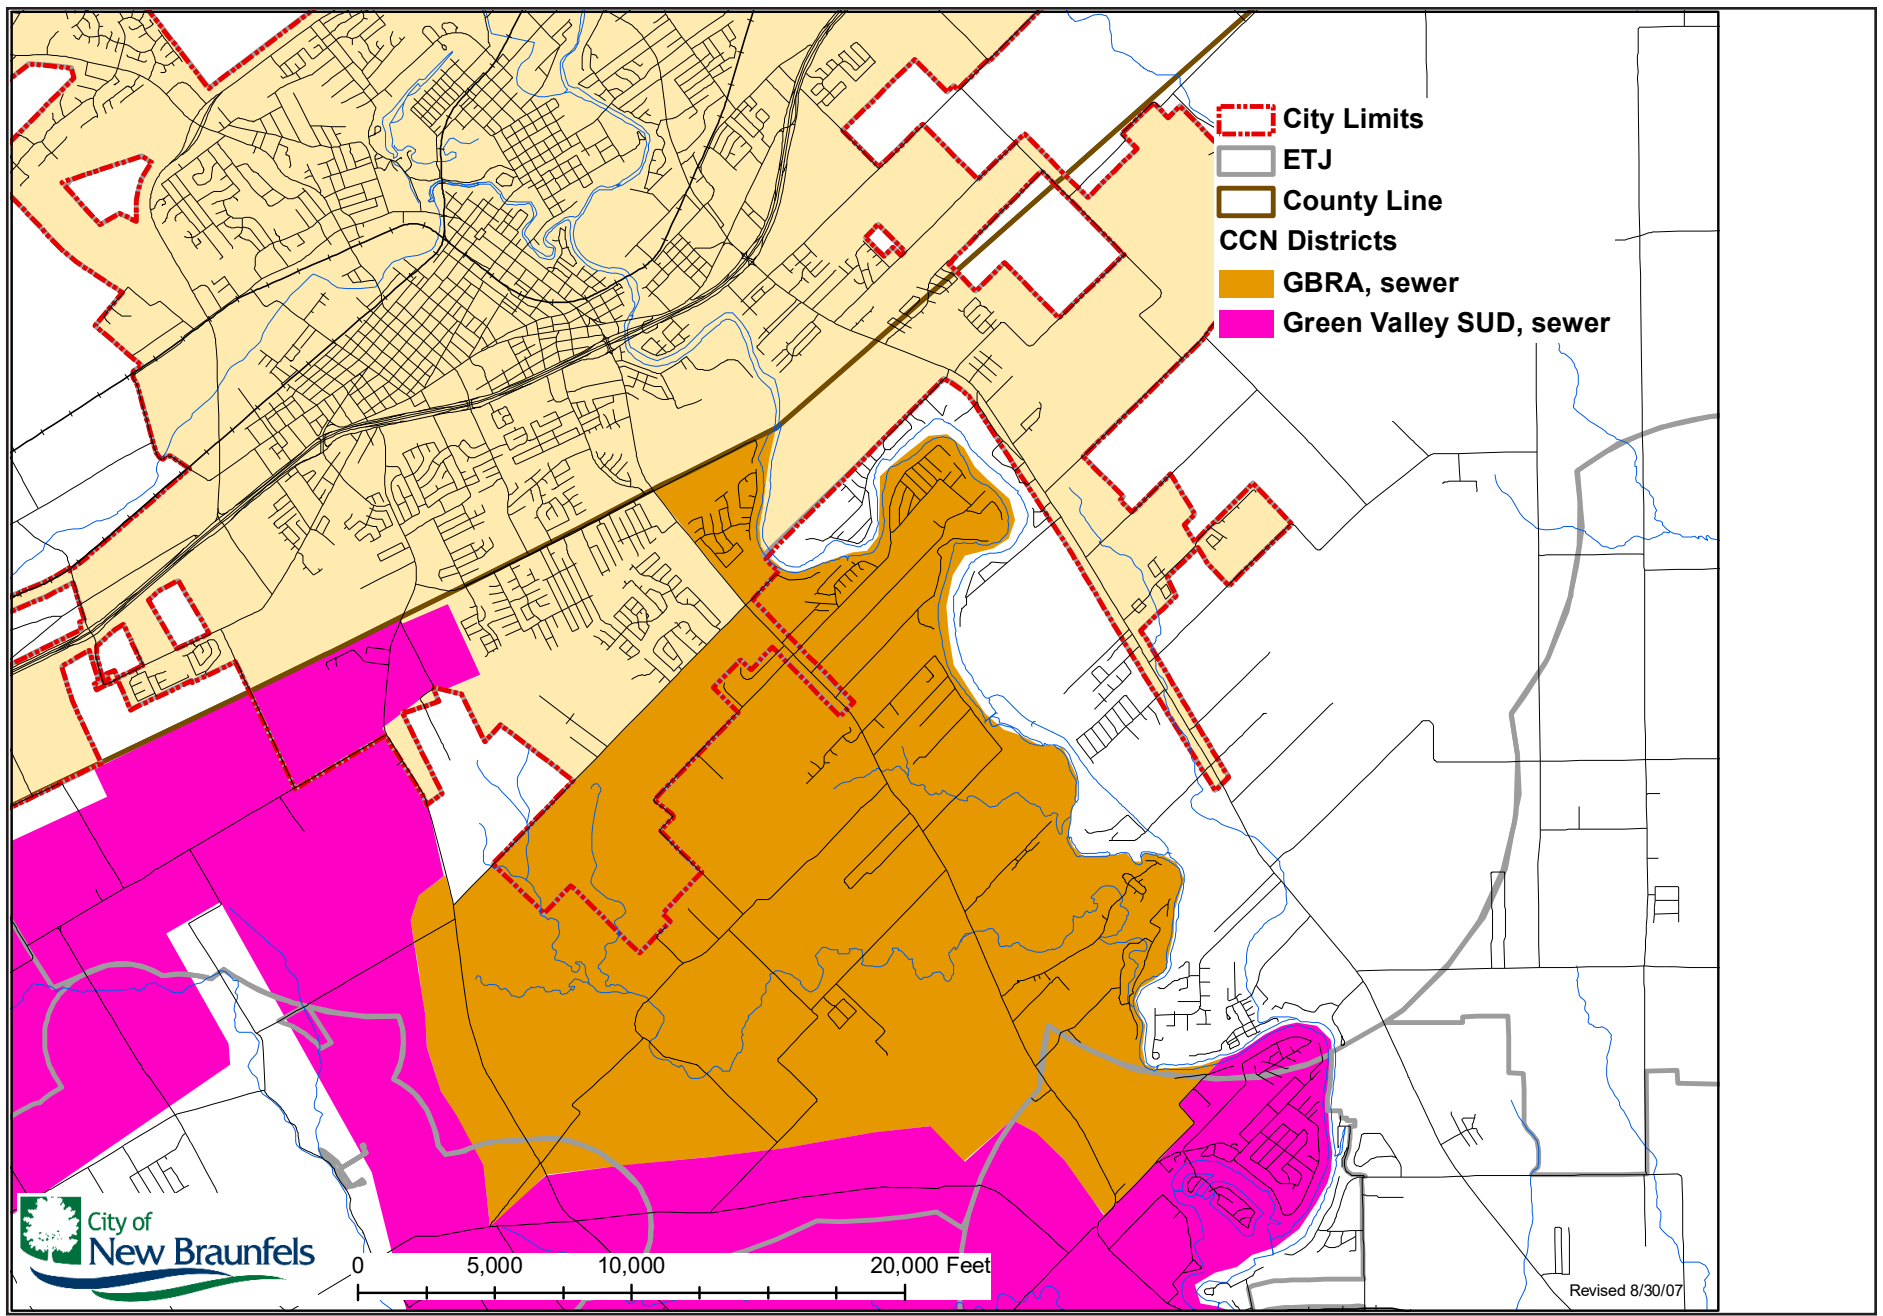 City Limits
ETJ
County Line
CCN Districts
GBRA, sewer
Green Valley SUD, sewer
City of
New Braunfels
0 5,000 10,000 20,000 Feet
Revised 8/30/07